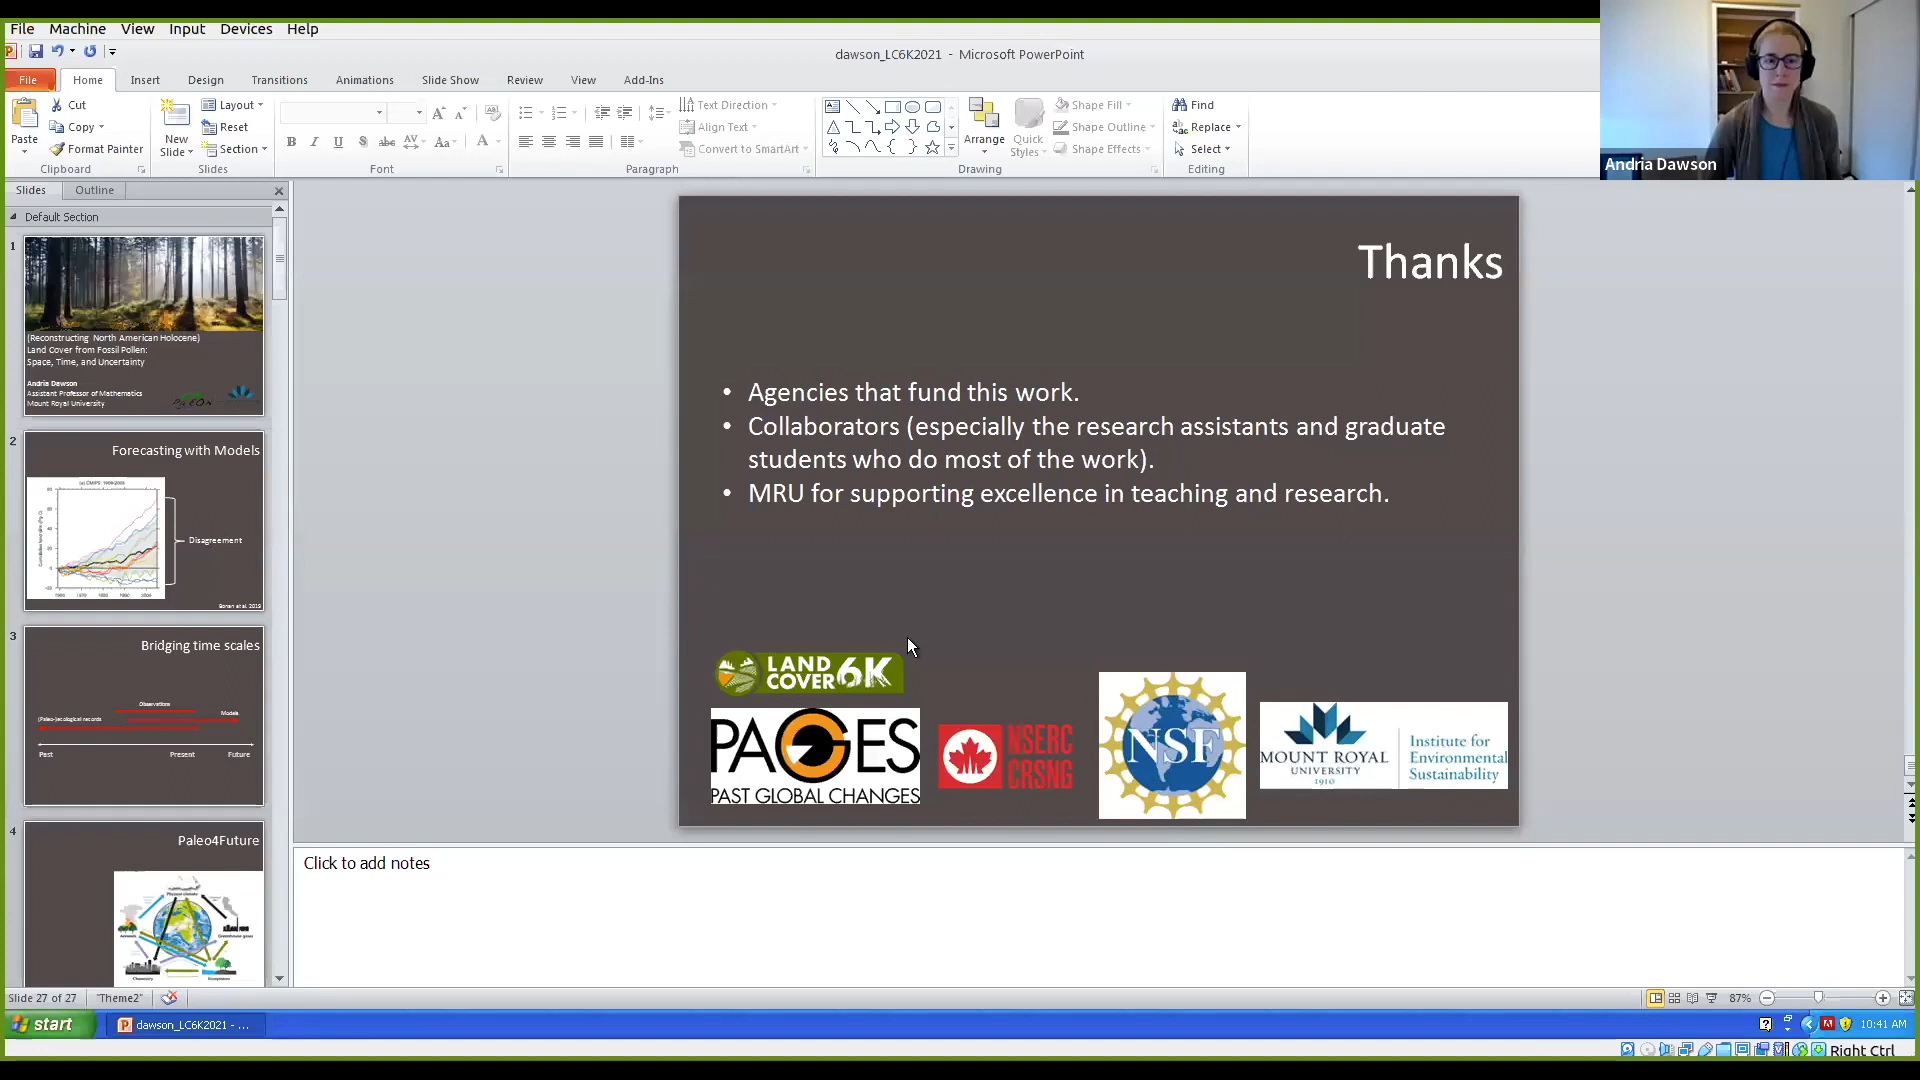 File Machine View Input Devices Help
dawson_LC6K2021 - Microsoft PowerPoint
File Home Insert Design Transitions Animations Slide Show Review View Add-Ins
Cut
Copy
Format Painter
Paste
Clipboard
New Slide
Layout
Reset
Section
Slides
Font
Text Direction
Align Text
Convert to SmartArt
Paragraph
Arrange
Quick Styles
Shape Fill
Shape Outline
Shape Effects
Drawing
Find
Replace
Select
Editing
Andria Dawson
Slides Outline
Default Section
1
(Reconstructing North American Holocene)
Land Cover from Fossil Pollen:
Space, Time, and Uncertainty
Andria Dawson
Assistant Professor of Mathematics
Mount Royal University
2
Forecasting with Models
Disagreement
3
Bridging time scales
Observations
Models
(Paleo-)ecological records
Past Present Future
4
Paleo4Future
Thanks
• Agencies that fund this work.
• Collaborators (especially the research assistants and graduate
students who do most of the work).
• MRU for supporting excellence in teaching and research.
LAND
COVER 6K
PAGES
PAST GLOBAL CHANGES
NSERC
CRSNG
NSF
MOUNT ROYAL
UNIVERSITY
1910
Institute for
Environmental
Sustainability
Click to add notes
Slide 27 of 27 "Theme2" 87%
start dawson_LC6K2021 - ... 10:41 AM
Right Ctrl